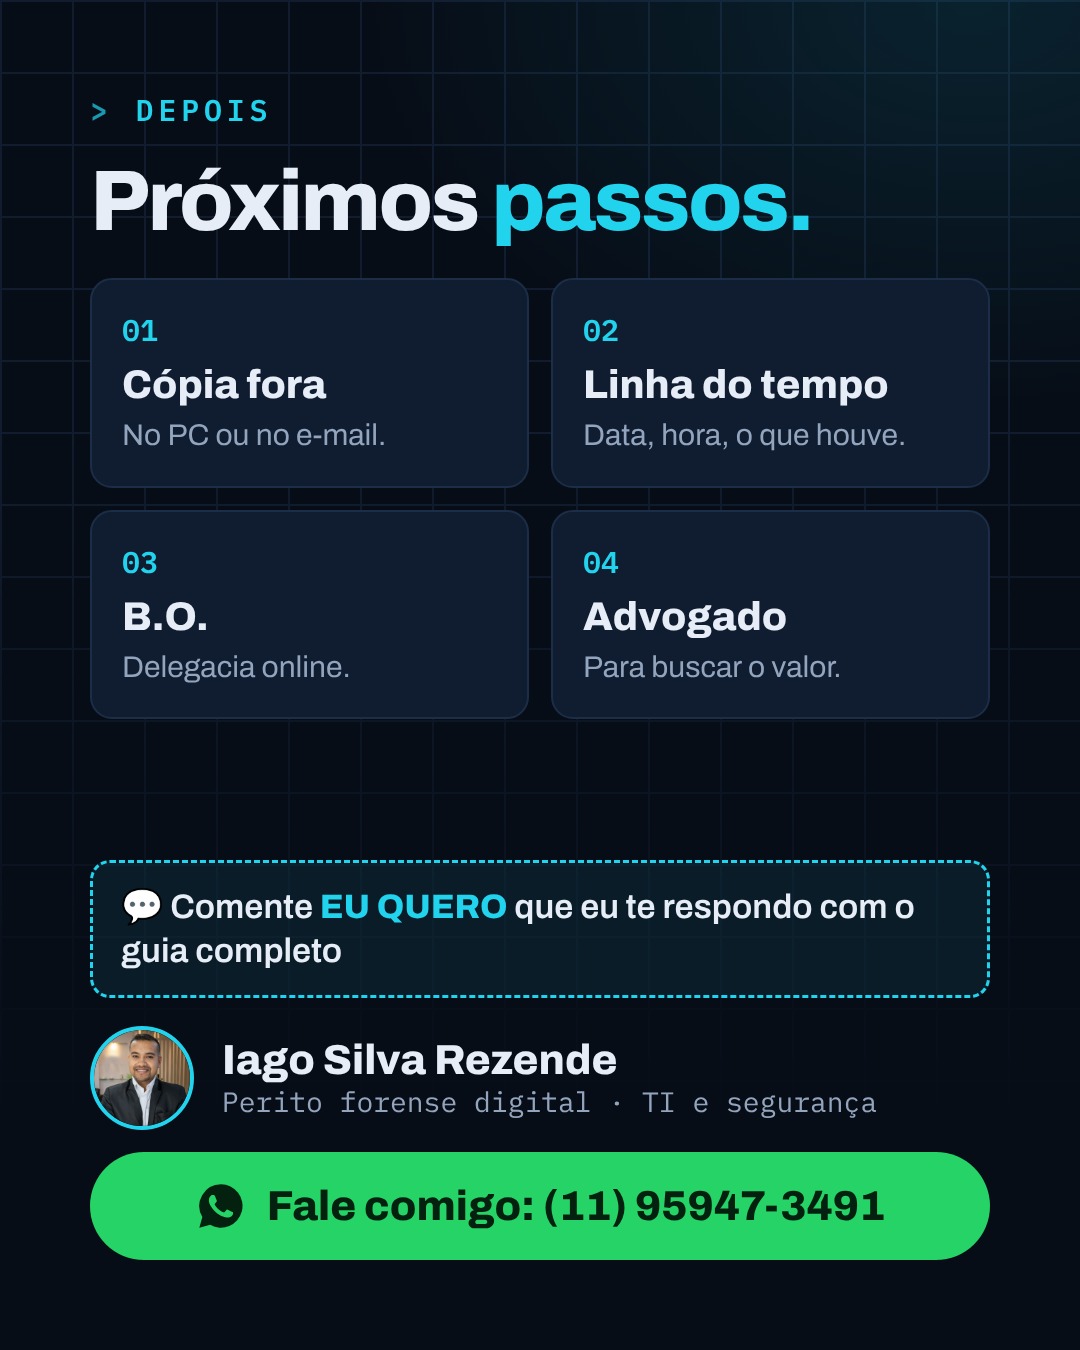 > DEPOIS
Próximos passos.
01
Cópia fora
No PC ou no e-mail.
02
Linha do tempo
Data, hora, o que houve.
03
B.O.
Delegacia online.
04
Advogado
Para buscar o valor.
💬 Comente EU QUERO que eu te respondo com o
guia completo
Iago Silva Rezende
Perito forense digital · TI e segurança
Fale comigo: (11) 95947-3491